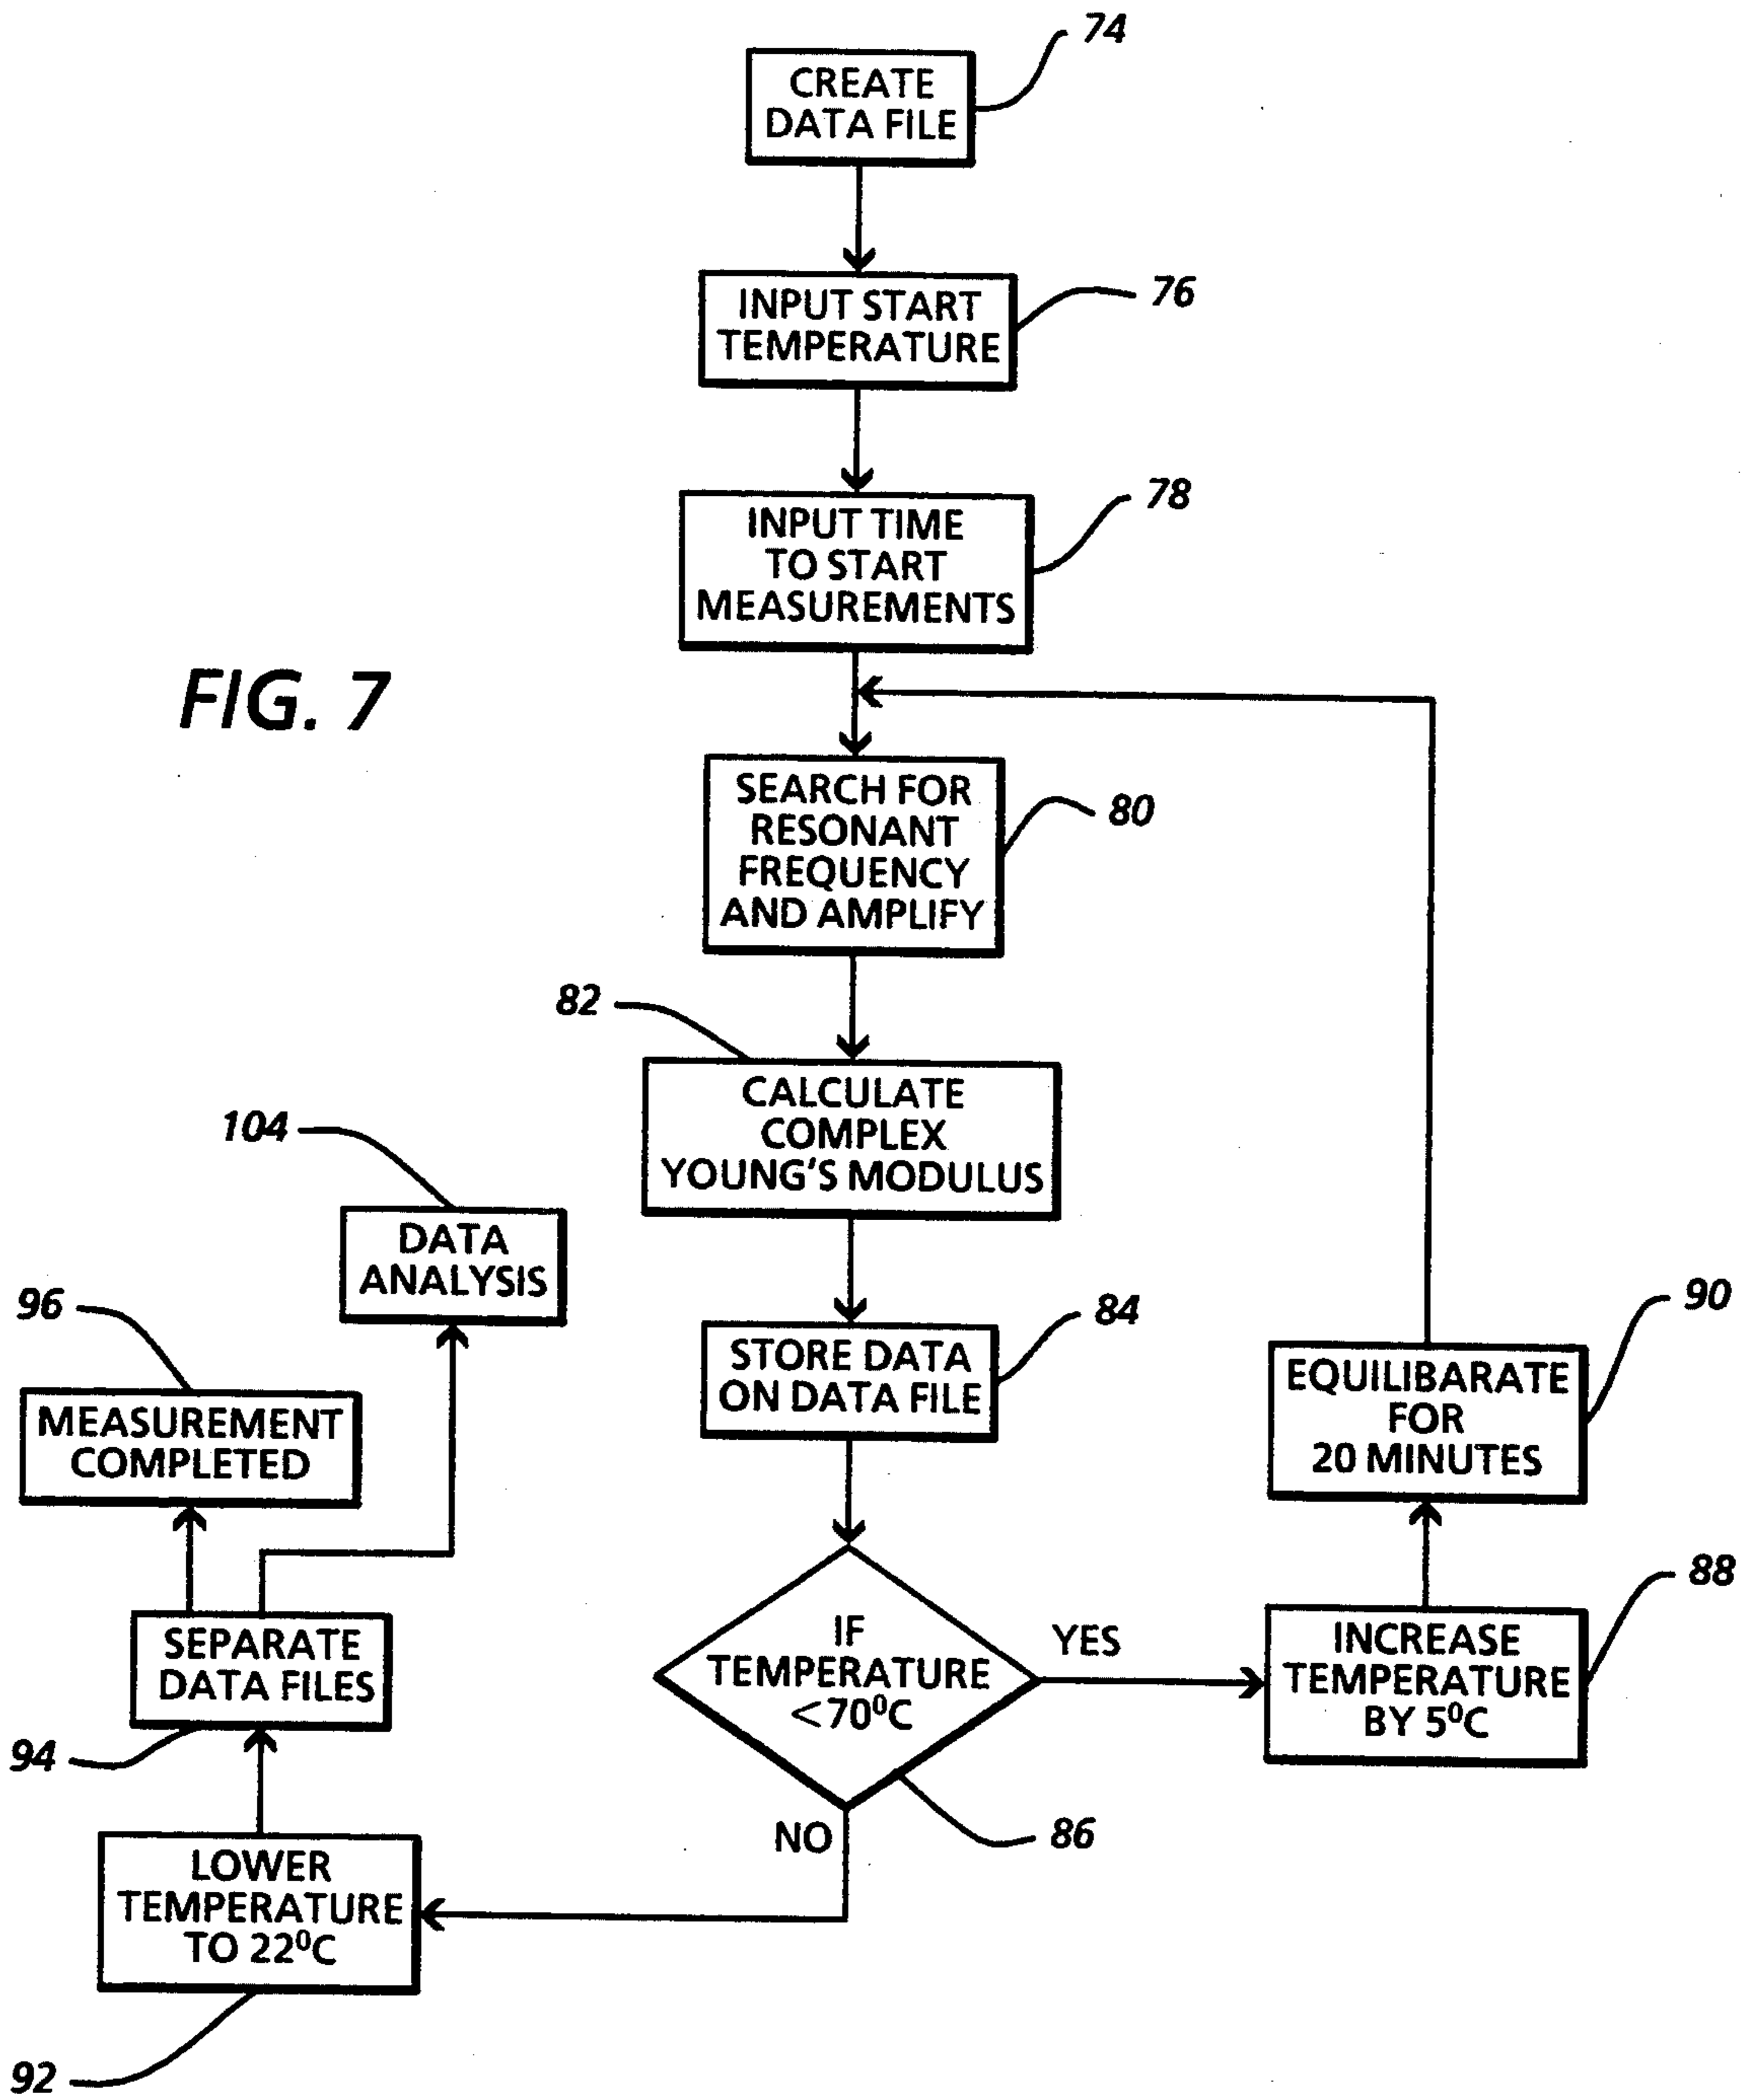 74
CREATE
DATA FILE
76
INPUT START
TEMPERATURE
78
INPUT TIME
TO START
MEASUREMENTS
FIG. 7
SEARCH FOR
RESONANT
FREQUENCY
AND AMPLIFY
80
82
CALCULATE
COMPLEX
YOUNG'S MODULUS
104
DATA
ANALYSIS
96
MEASUREMENT
COMPLETED
84
STORE DATA
ON DATA FILE
90
EQUILIBARATE
FOR
20 MINUTES
88
INCREASE
TEMPERATURE
BY 5⁰C
YES
IF
TEMPERATURE
<70⁰C
86
NO
SEPARATE
DATA FILES
94
LOWER
TEMPERATURE
TO 22⁰C
92